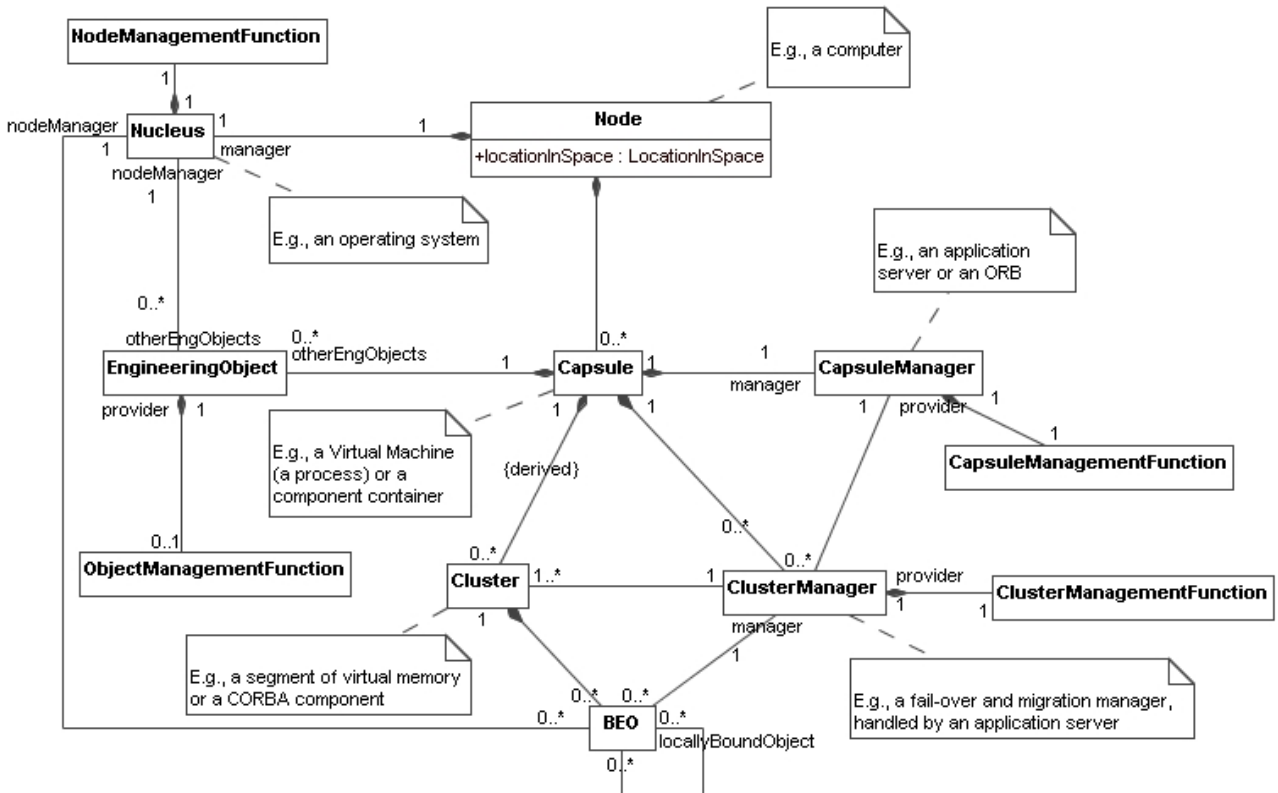 NodeManagementFunction
E.g., a computer
1
1
nodeManager
Nucleus
1
1
Node
1
manager
+locationInSpace : LocationInSpace
nodeManager
1
E.g., an operating system
E.g., an application
server or an ORB
0..*
otherEngObjects
0..*
otherEngObjects
0..*
EngineeringObject
1
Capsule
1
1
manager
CapsuleManager
provider
1
1
1
1
provider
1
1
CapsuleManagementFunction
E.g., a Virtual Machine
(a process) or a
component container
{derived}
0..*
0..1
ObjectManagementFunction
0..*
Cluster
1..*
1
0..*
ClusterManager
provider
1
1
ClusterManagementFunction
1
manager
1
E.g., a segment of virtual memory
or a CORBA component
E.g., a fail-over and migration manager,
handled by an application server
0..*
0..*
0..*
BEO
0..*
locallyBoundObject
0..*